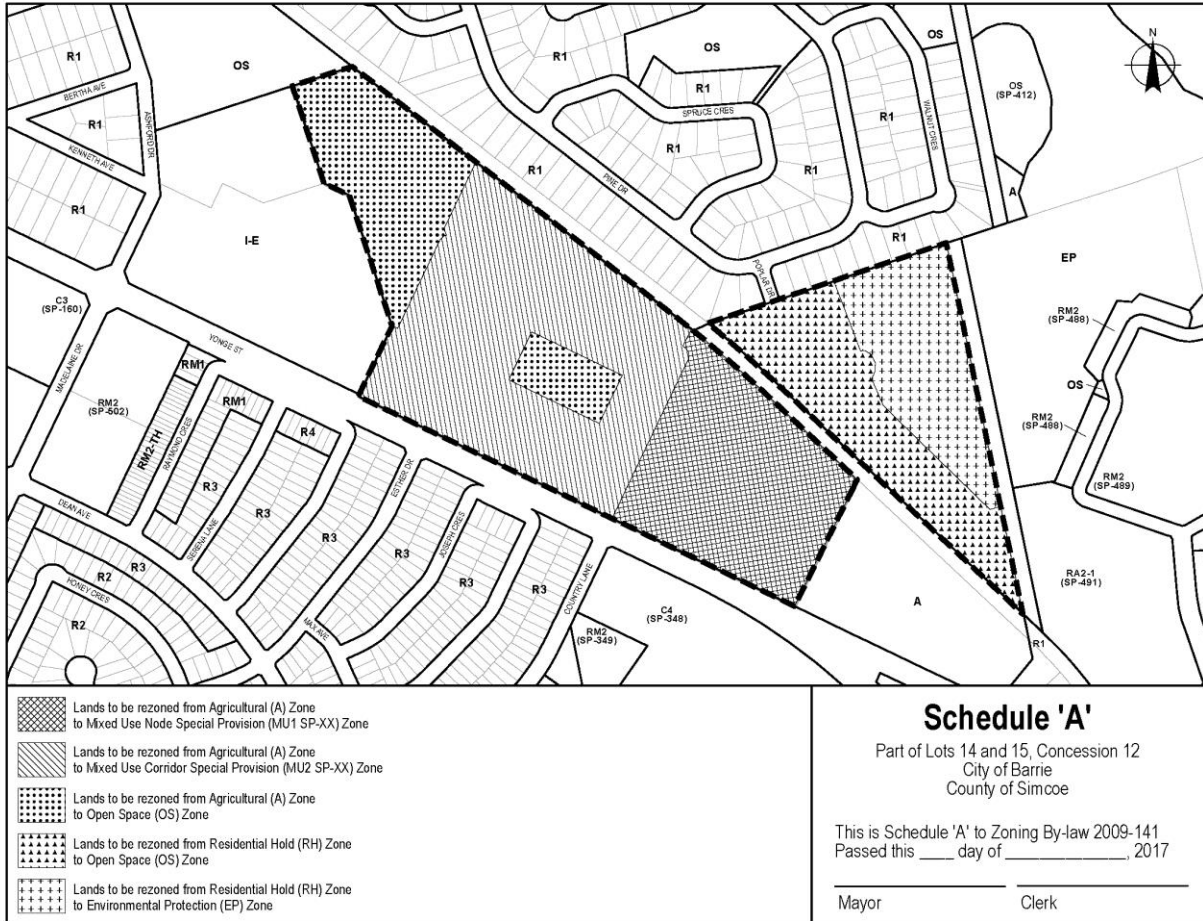 N
R1
OS
OS
R1
BERTHA AVE
R1
ASHFORD DR
KENNETH AVE
R1
R1
SPRUCE CRES
R1
R1
WALNUT CRES
R1
OS
(SP-412)
R1
PINE DR
A
I-E
R1
EP
POPLAR DR
C3
(SP-160)
MADELAINE DR
YONGE ST
RM2
(SP-488)
OS
RM2
(SP-488)
RM2
(SP-489)
RM1
RM2
(SP-502)
RM2-TH
RAYMOND CRES
RM1
R4
R3
SERENA LANE
R3
ESTHER DR
R3
R3
JOSEPH CRES
R3
R3
COUNTRY LANE
DEAN AVE
R3
R2
HONEY CRES
R2
MAX AVE
RM2
(SP-349)
C4
(SP-348)
A
RA2-1
(SP-491)
R1
Lands to be rezoned from Agricultural (A) Zone
to Mixed Use Node Special Provision (MU1 SP-XX) Zone
Lands to be rezoned from Agricultural (A) Zone
to Mixed Use Corridor Special Provision (MU2 SP-XX) Zone
Lands to be rezoned from Agricultural (A) Zone
to Open Space (OS) Zone
Lands to be rezoned from Residential Hold (RH) Zone
to Open Space (OS) Zone
Lands to be rezoned from Residential Hold (RH) Zone
to Environmental Protection (EP) Zone
Schedule 'A'
Part of Lots 14 and 15, Concession 12
City of Barrie
County of Simcoe
This is Schedule 'A' to Zoning By-law 2009-141
Passed this ____ day of ______________, 2017
Mayor Clerk